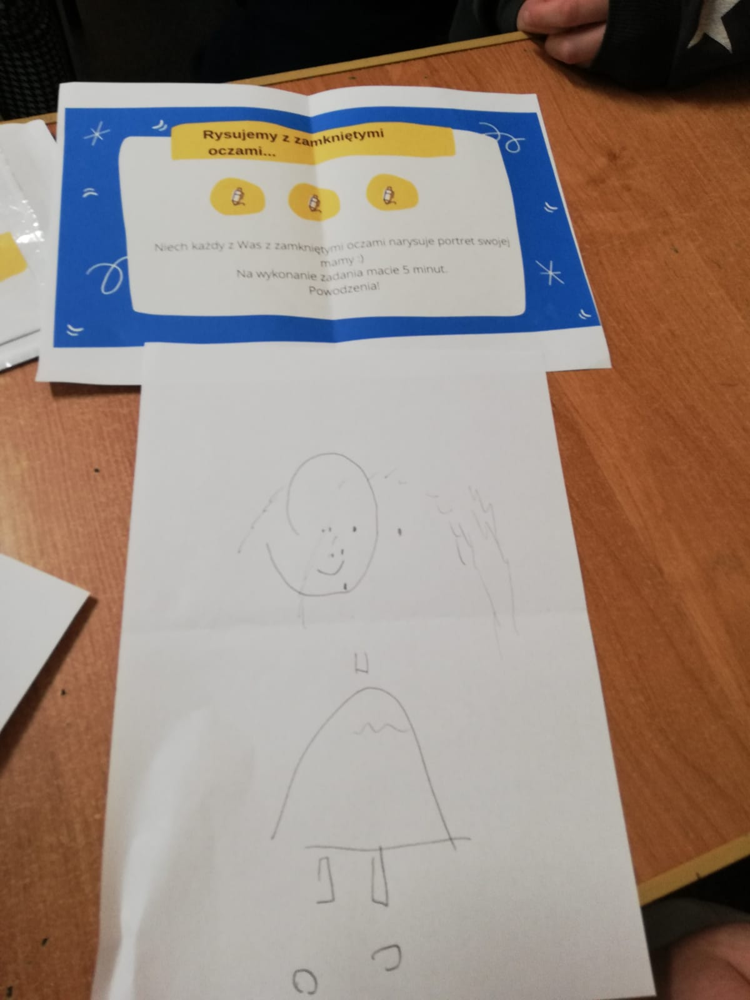 Rysujemy z zamkniętymi
oczami...
Niech każdy z Was z zamkniętymi oczami narysuje portret swojej
mamy :)
Na wykonanie zadania macie 5 minut.
Powodzenia!